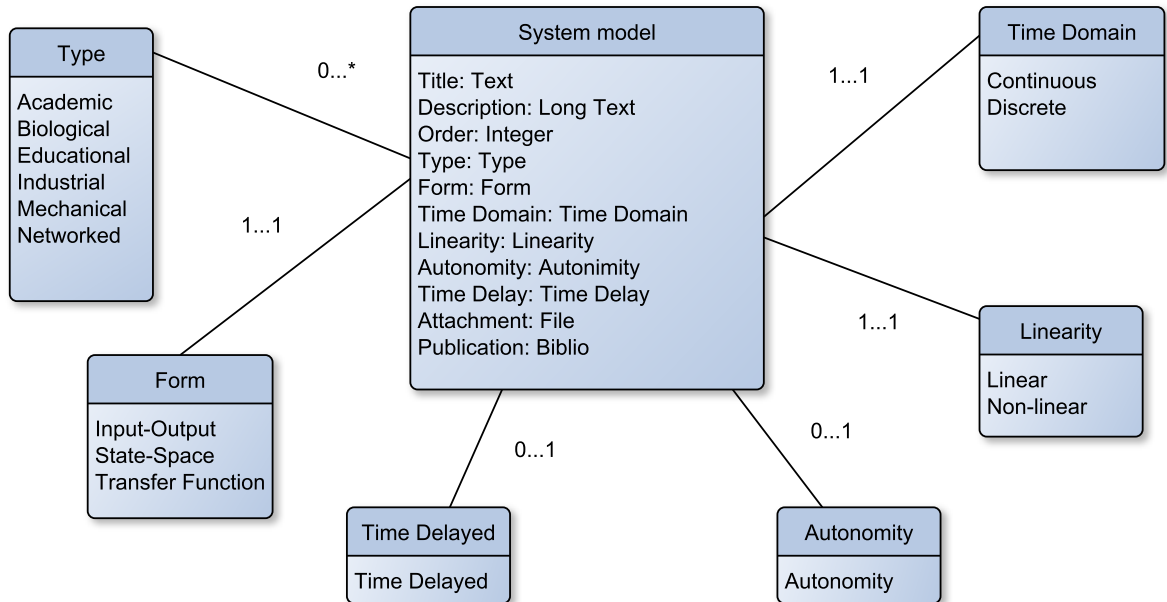 Type
Academic
Biological
Educational
Industrial
Mechanical
Networked
0...*
1...1
System model
Title: Text
Description: Long Text
Order: Integer
Type: Type
Form: Form
Time Domain: Time Domain
Linearity: Linearity
Autonomity: Autonimity
Time Delay: Time Delay
Attachment: File
Publication: Biblio
1...1
Time Domain
Continuous
Discrete
1...1
Linearity
Linear
Non-linear
Form
Input-Output
State-Space
Transfer Function
0...1
Time Delayed
Time Delayed
0...1
Autonomity
Autonomity